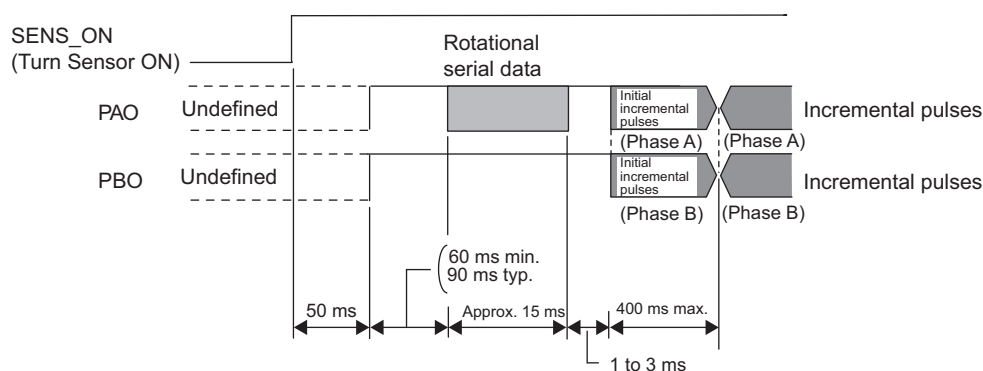 SENS_ON
(Turn Sensor ON)
Rotational
serial data
PAO
Undefined
Initial
incremental
pulses
(Phase A)
(Phase A)
Incremental pulses
PBO
Undefined
Initial
incremental
pulses
(Phase B)
(Phase B)
Incremental pulses
60 ms min.
90 ms typ.
50 ms
Approx. 15 ms
400 ms max.
1 to 3 ms